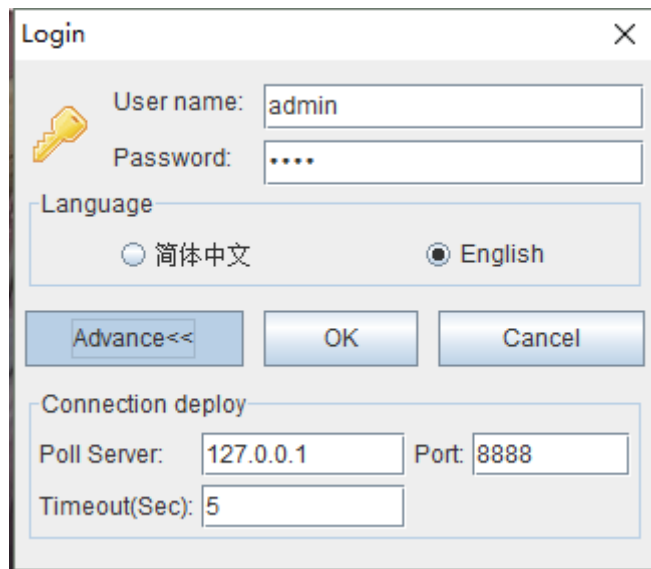 Login
User name: admin
Password: ••••
Language
简体中文 English
Advance<< OK Cancel
Connection deploy
Poll Server: 127.0.0.1 Port: 8888
Timeout(Sec): 5